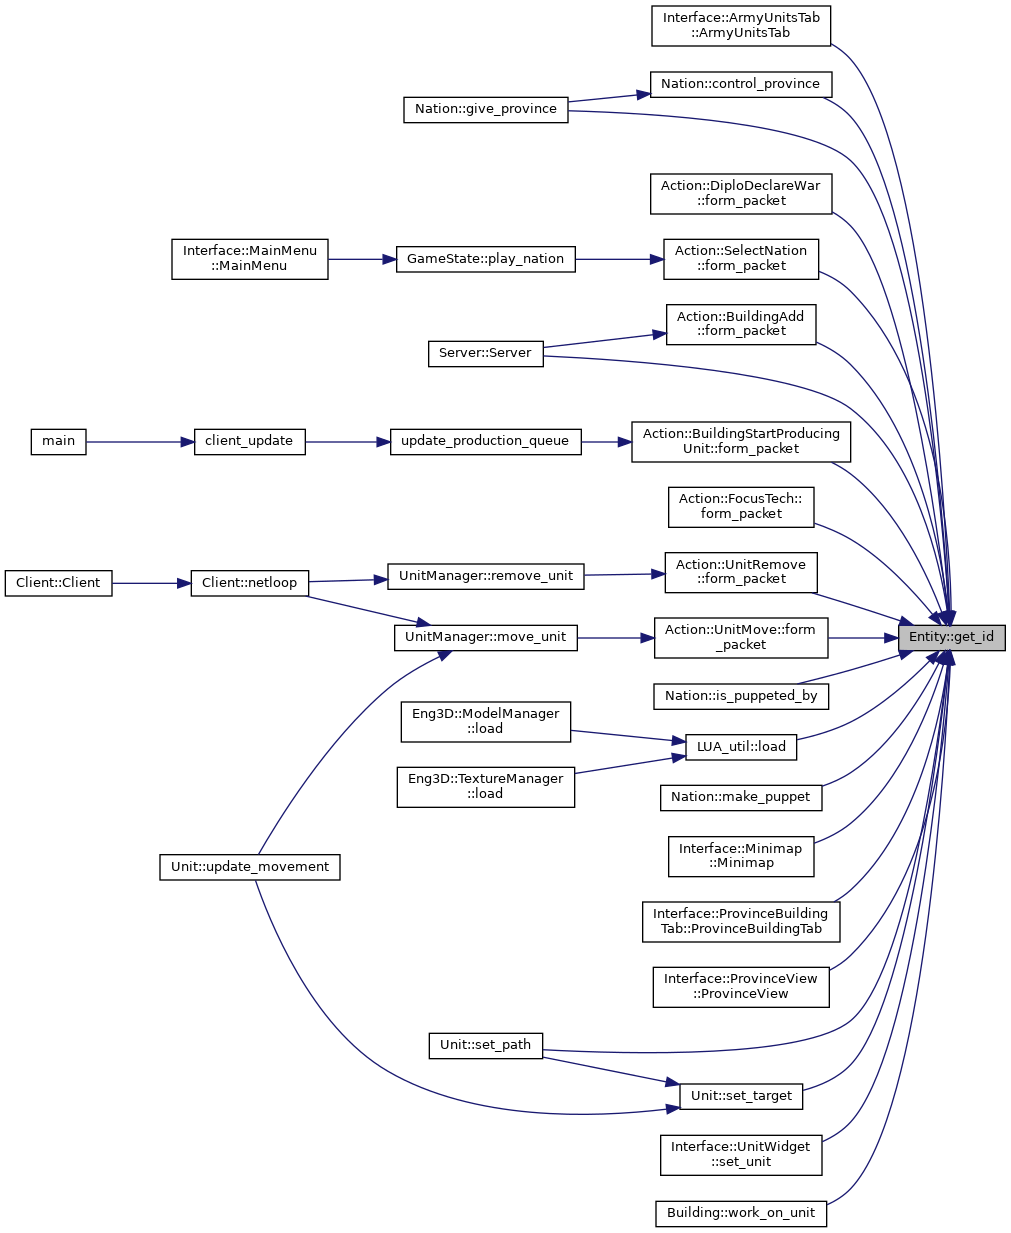 Interface::ArmyUnitsTab
::ArmyUnitsTab
Nation::control_province
Nation::give_province
Action::DiploDeclareWar
::form_packet
Interface::MainMenu
::MainMenu
GameState::play_nation
Action::SelectNation
::form_packet
Action::BuildingAdd
::form_packet
Server::Server
main
client_update
update_production_queue
Action::BuildingStartProducing
Unit::form_packet
Action::FocusTech::
form_packet
Client::Client
Client::netloop
UnitManager::remove_unit
Action::UnitRemove
::form_packet
UnitManager::move_unit
Action::UnitMove::form
_packet
Entity::get_id
Nation::is_puppeted_by
Eng3D::ModelManager
::load
LUA_util::load
Eng3D::TextureManager
::load
Nation::make_puppet
Interface::Minimap
::Minimap
Unit::update_movement
Interface::ProvinceBuilding
Tab::ProvinceBuildingTab
Interface::ProvinceView
::ProvinceView
Unit::set_path
Unit::set_target
Interface::UnitWidget
::set_unit
Building::work_on_unit